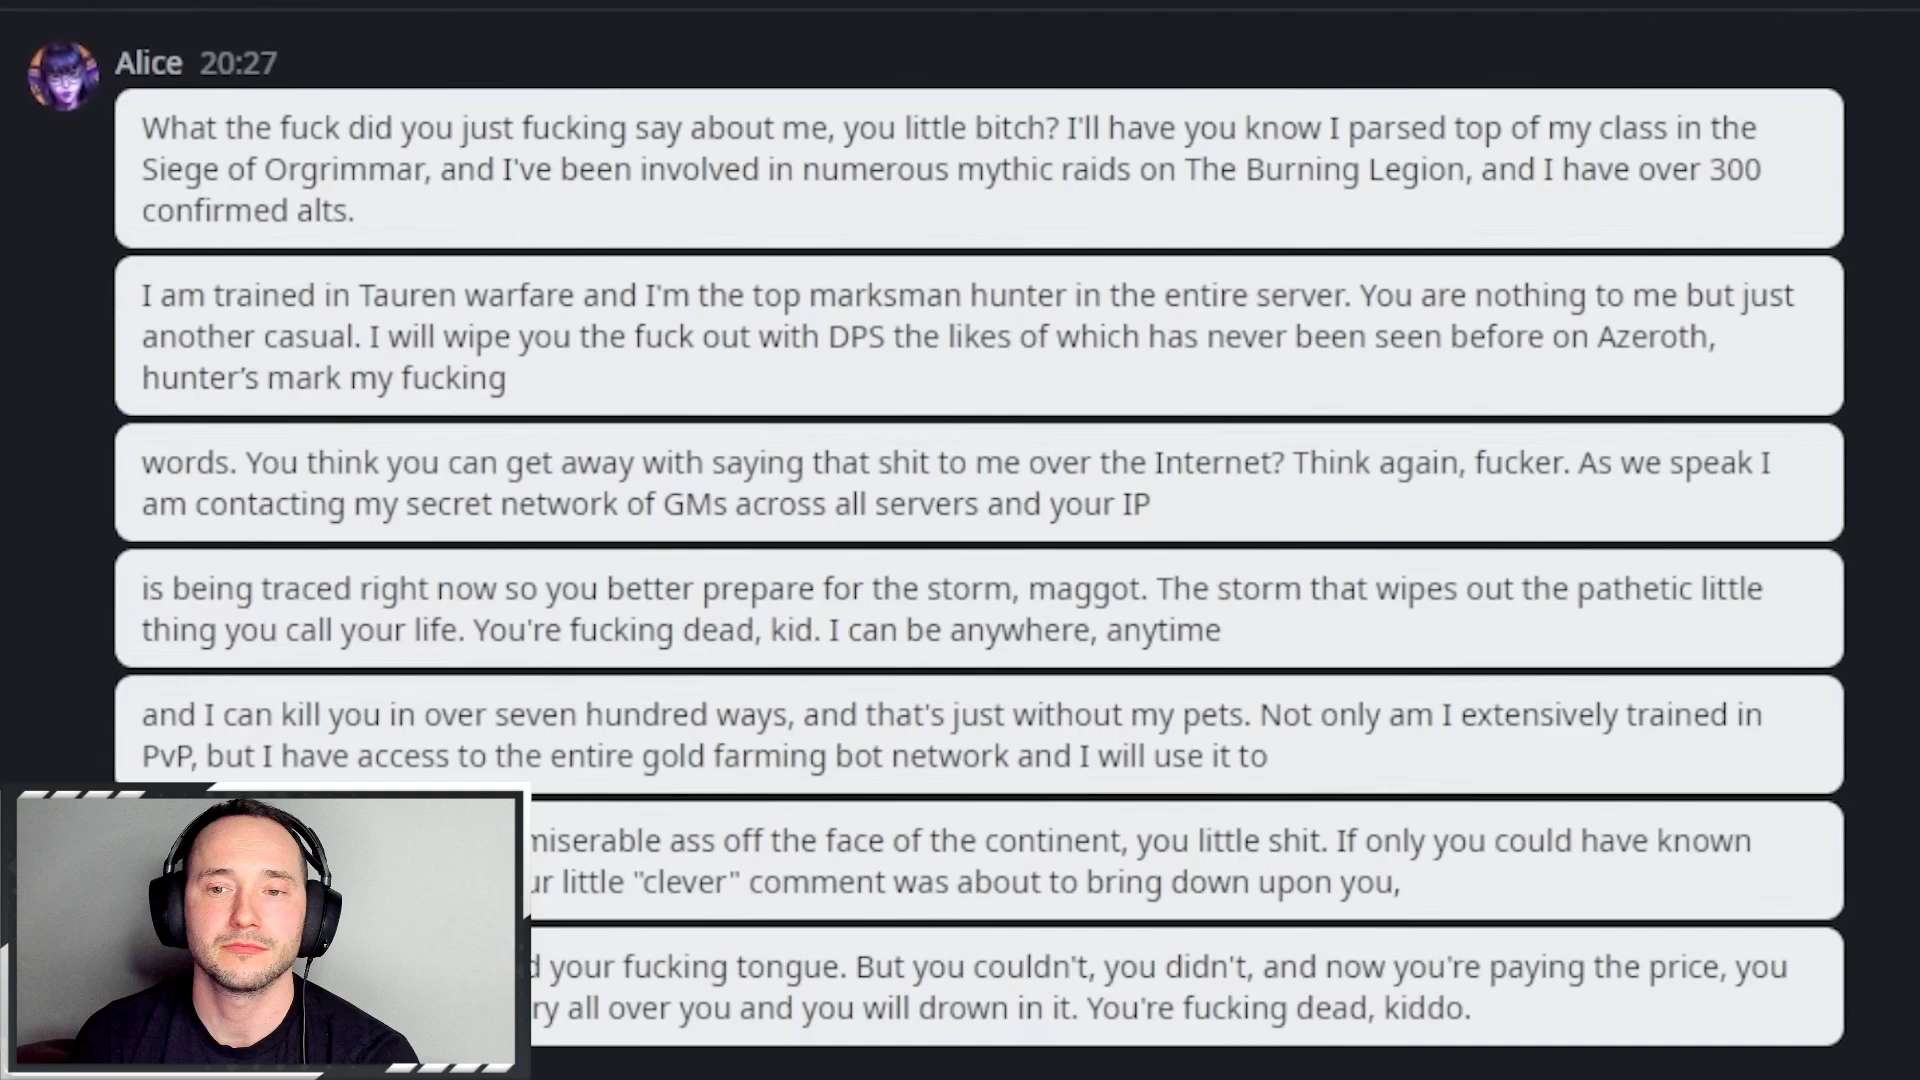 Alice 20:27
What the fuck did you just fucking say about me, you little bitch? I'll have you know I parsed top of my class in the
Siege of Orgrimmar, and I've been involved in numerous mythic raids on The Burning Legion, and I have over 300
confirmed alts.
I am trained in Tauren warfare and I'm the top marksman hunter in the entire server. You are nothing to me but just
another casual. I will wipe you the fuck out with DPS the likes of which has never been seen before on Azeroth,
hunter’s mark my fucking
words. You think you can get away with saying that shit to me over the Internet? Think again, fucker. As we speak I
am contacting my secret network of GMs across all servers and your IP
is being traced right now so you better prepare for the storm, maggot. The storm that wipes out the pathetic little
thing you call your life. You're fucking dead, kid. I can be anywhere, anytime
and I can kill you in over seven hundred ways, and that's just without my pets. Not only am I extensively trained in
PvP, but I have access to the entire gold farming bot network and I will use it to
miserable ass off the face of the continent, you little shit. If only you could have known
little "clever" comment was about to bring down upon you,
your fucking tongue. But you couldn't, you didn't, and now you're paying the price, you
all over you and you will drown in it. You're fucking dead, kiddo.